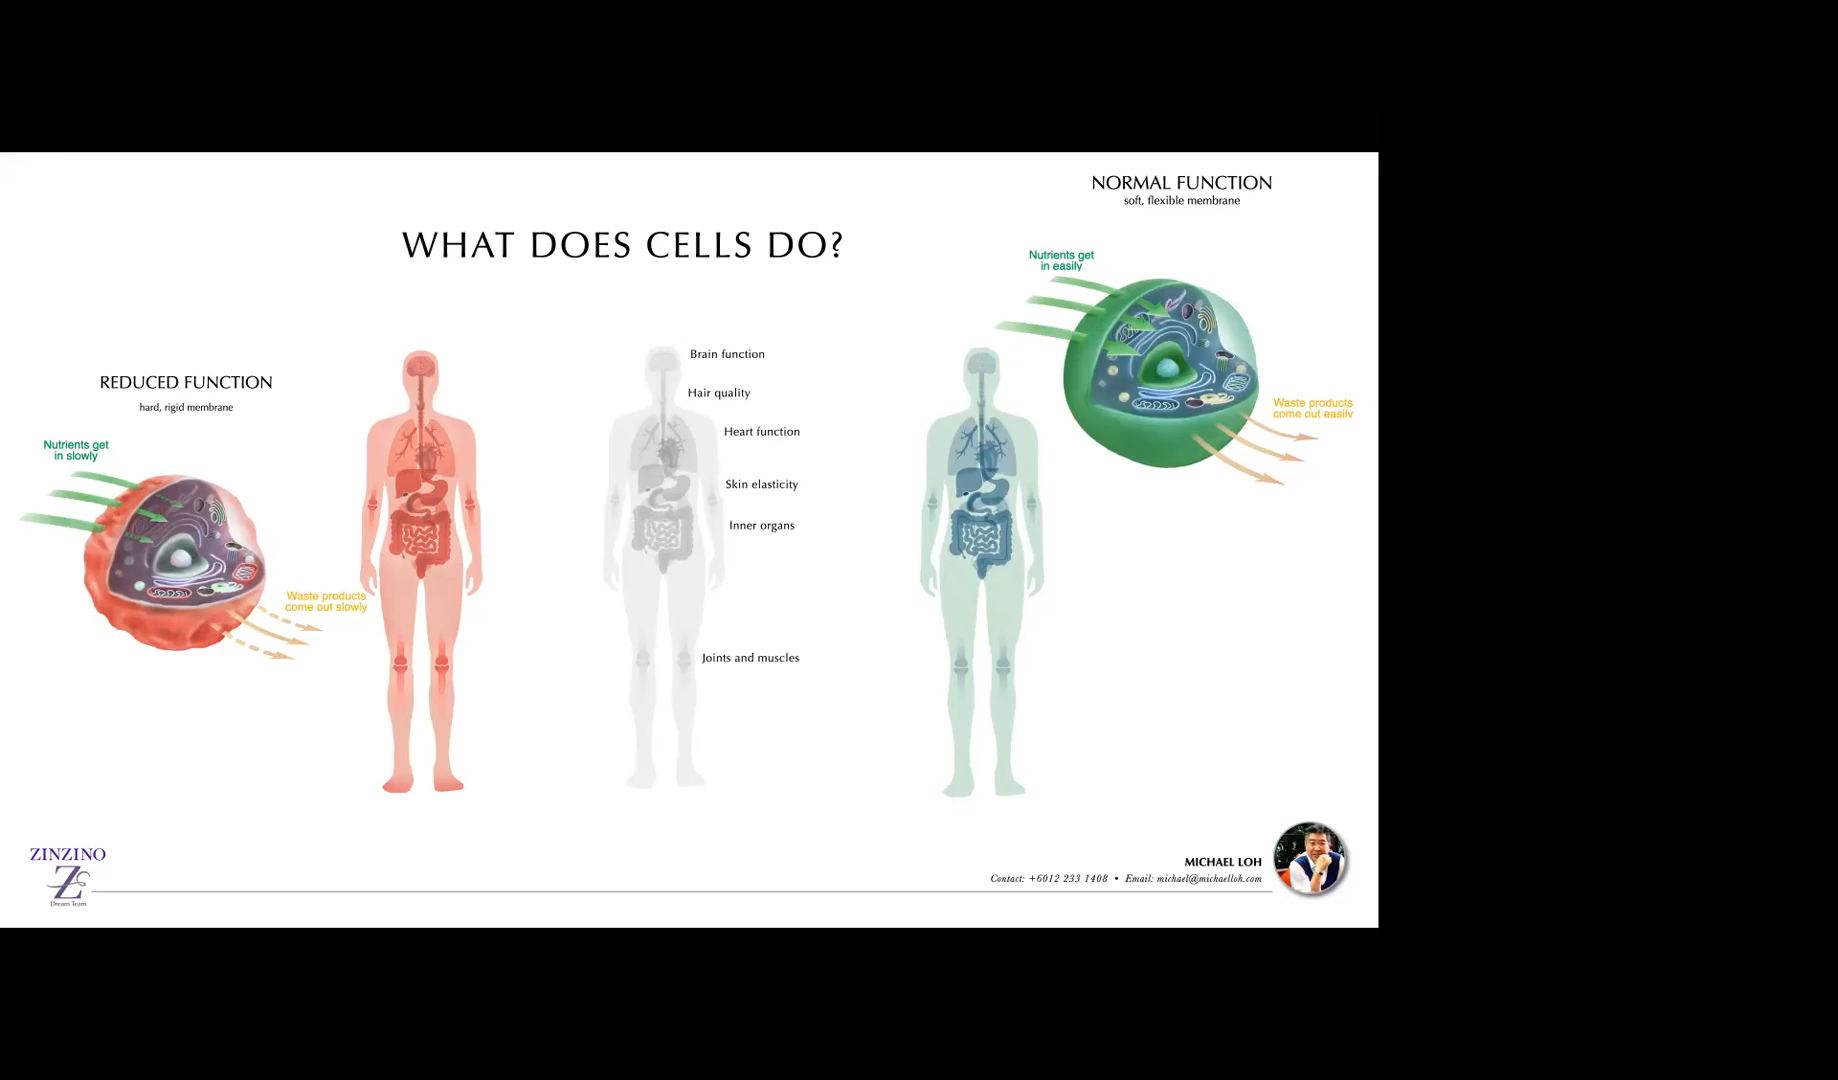 NORMAL FUNCTION
soft, flexible membrane
WHAT DOES CELLS DO?
Nutrients get
in easily
Waste products
come out easily
REDUCED FUNCTION
hard, rigid membrane
Nutrients get
in slowly
Waste products
come out slowly
Brain function
Hair quality
Heart function
Skin elasticity
Inner organs
Joints and muscles
ZINZINO
Z
Dream Team
MICHAEL LOH
Contact: +6012 233 1408 • Email: michael@michaelloh.com